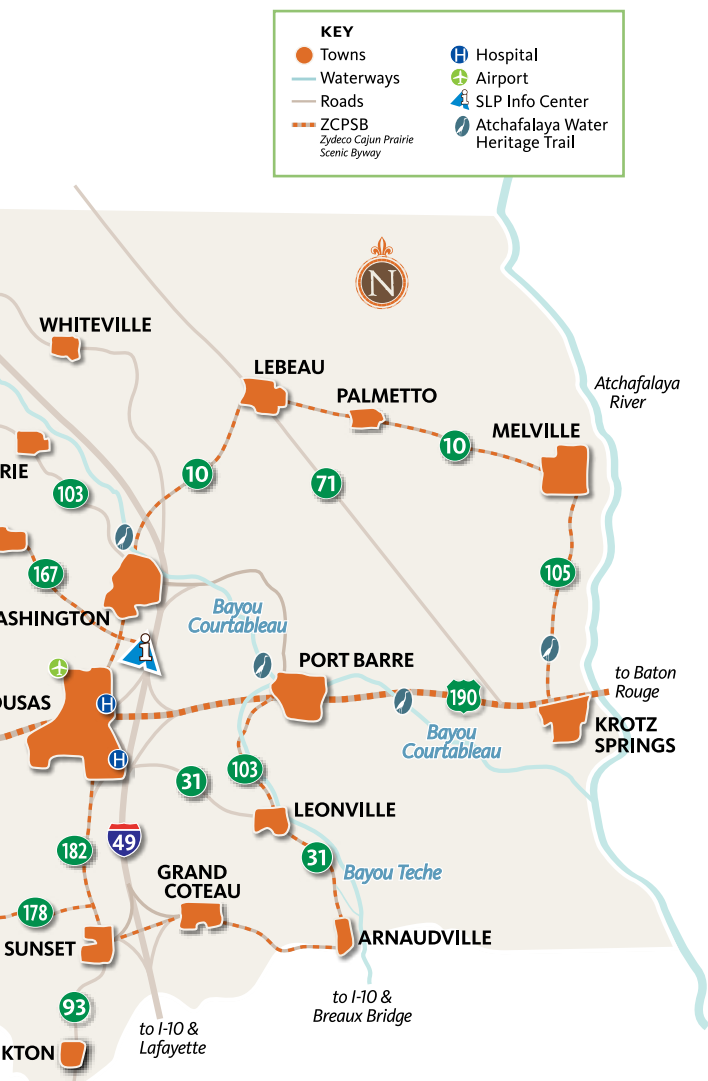 KEY
Towns
Waterways
Roads
ZCPSB
Zydeco Cajun Prairie
Scenic Byway
H Hospital
Airport
i SLP Info Center
Atchafalaya Water
Heritage Trail
N
WHITEVILLE
LEBEAU
PALMETTO
MELVILLE
Atchafalaya
River
RIE
103
10
71
10
167
105
ASHINGTON
i
Bayou
Courtableau
PORT BARRE
to Baton
Rouge
OUSAS
H
190
KROTZ
SPRINGS
Bayou
Courtableau
H
31
103
LEONVILLE
49
182
31
GRAND
COTEAU
Bayou Teche
178
SUNSET
ARNAUDVILLE
93
to I-10 &
Breaux Bridge
to I-10 &
Lafayette
KTON